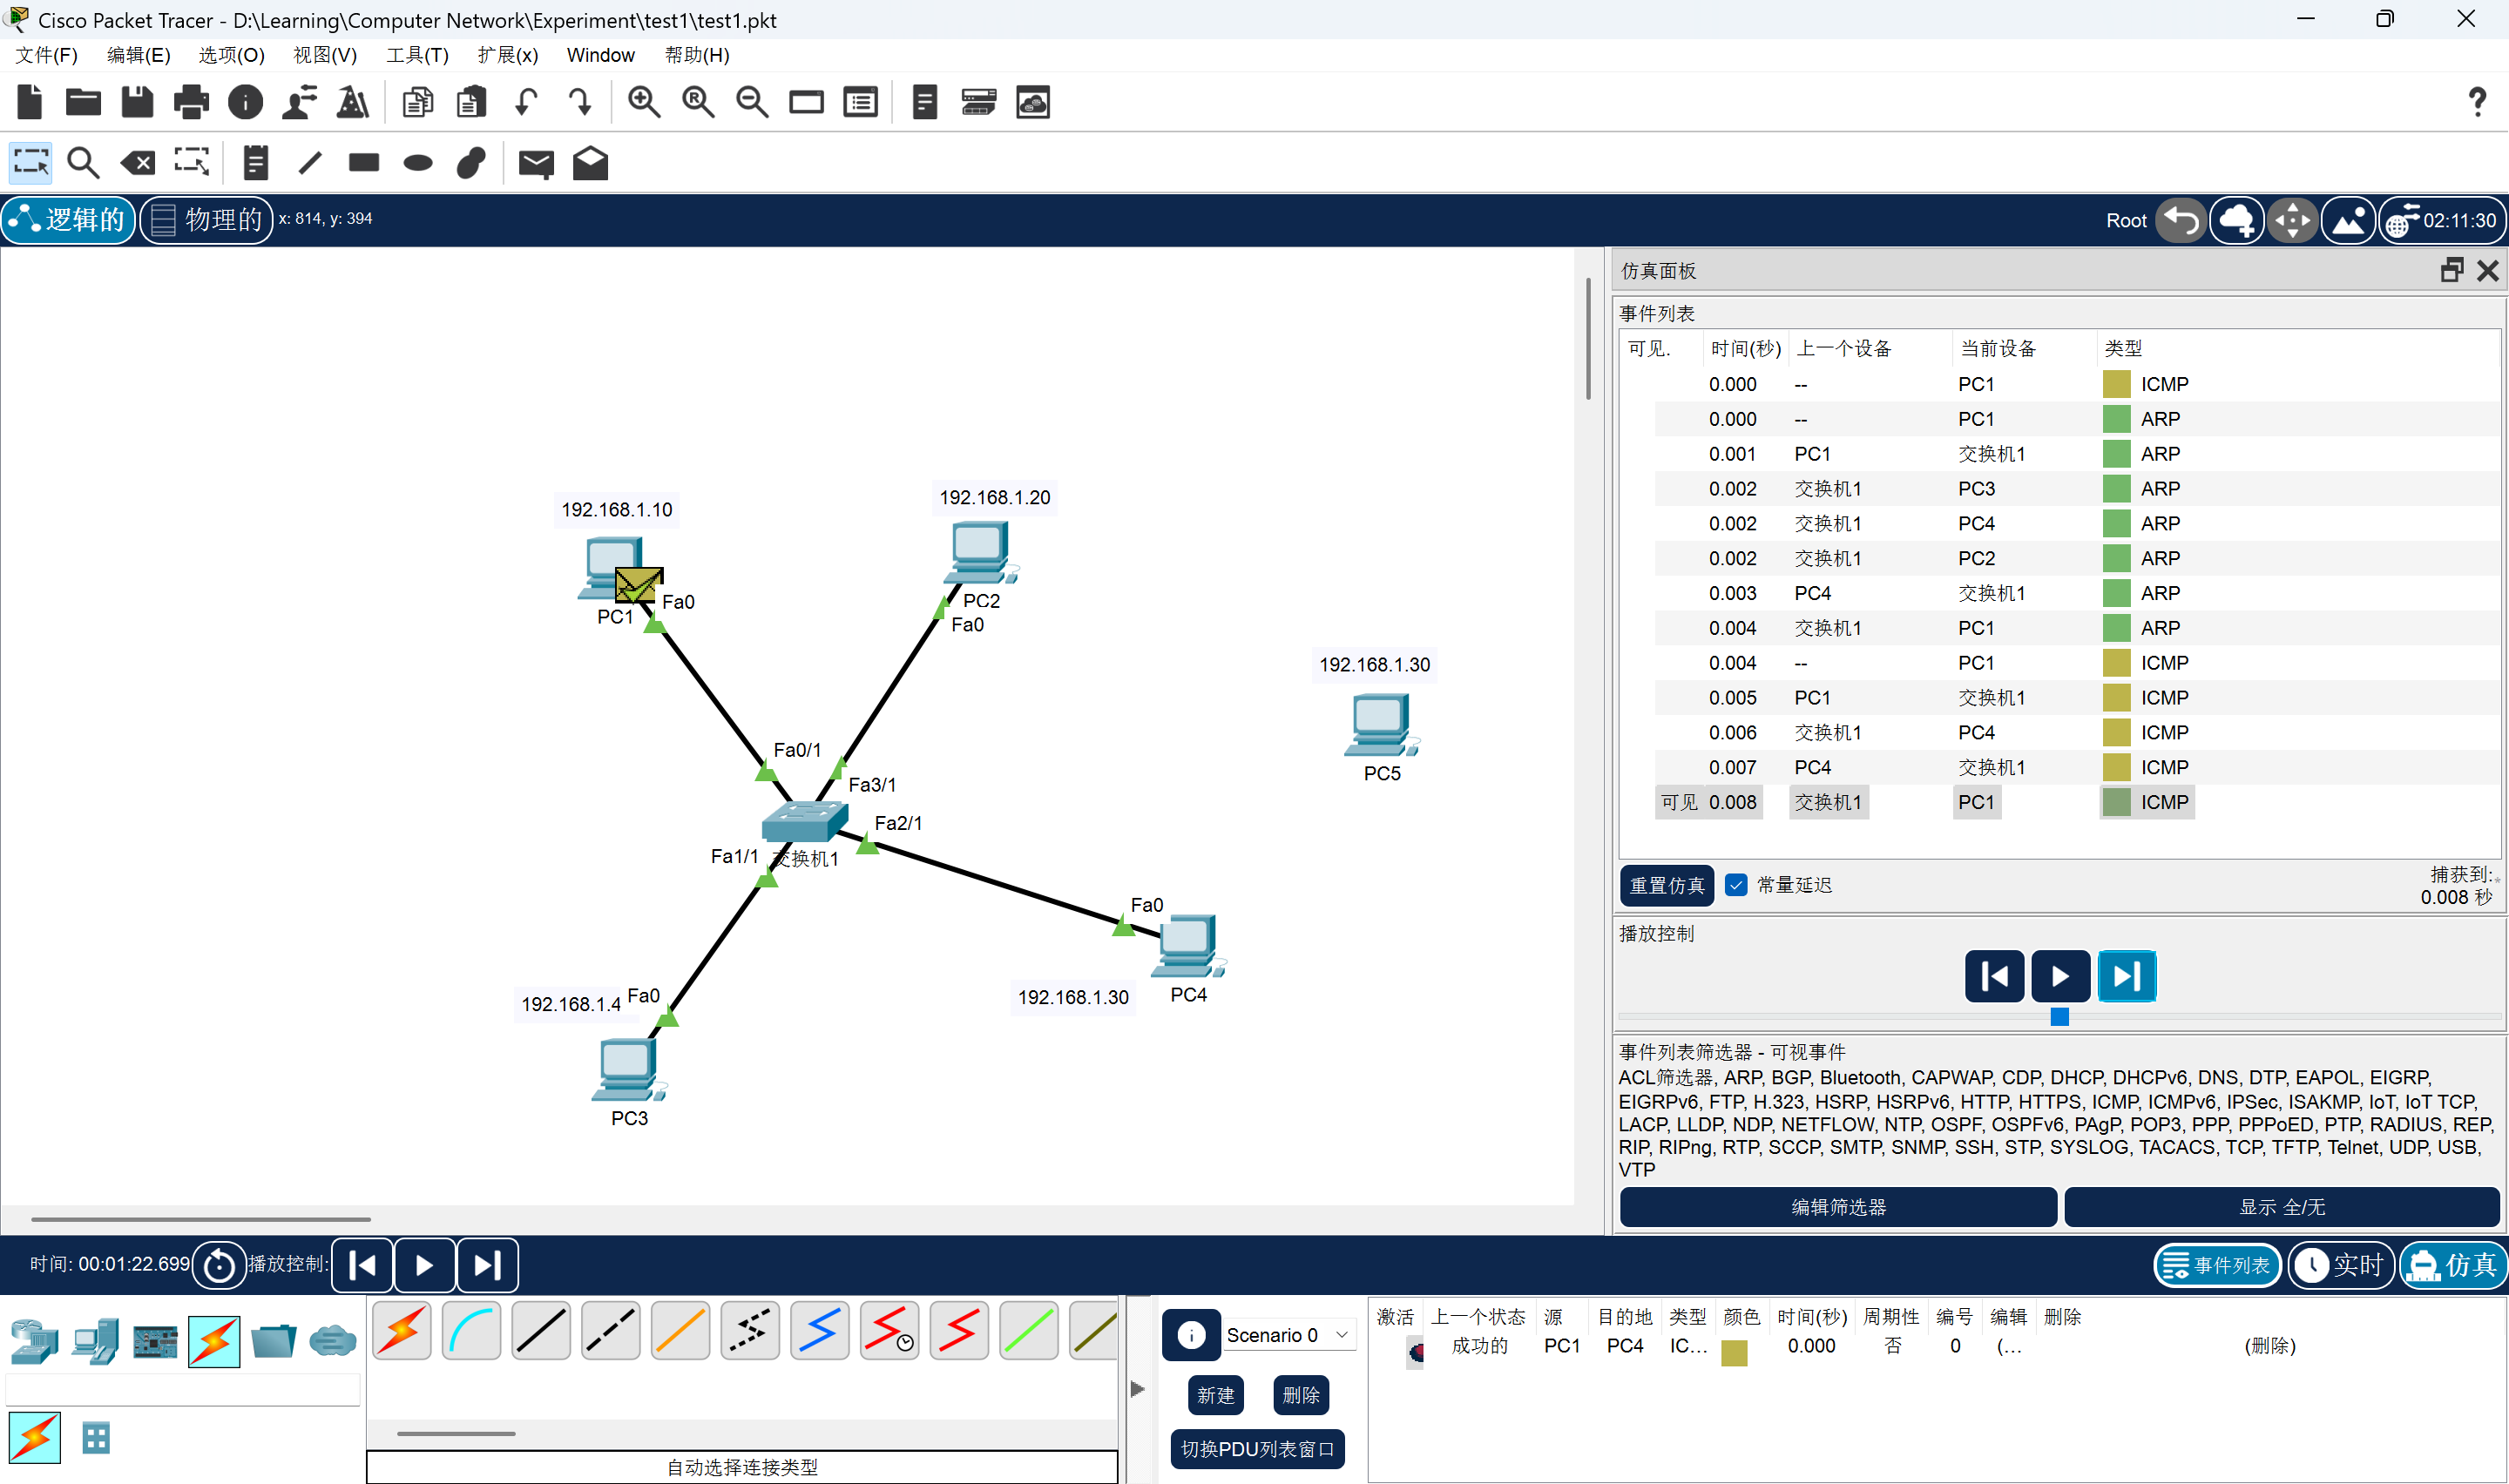 Cisco Packet Tracer - D:\Learning\Computer Network\Experiment\test1\test1.pkt
文件(F) 编辑(E) 选项(O) 视图(V) 工具(T) 扩展(x) Window 帮助(H)
逻辑的 物理的 x: 814, y: 394 Root 02:11:30
192.168.1.10
PC1
Fa0
192.168.1.20
PC2
Fa0
192.168.1.30
PC5
Fa0/1
Fa3/1
Fa2/1
Fa1/1
交换机1
Fa0
192.168.1.30
PC4
192.168.1.4
Fa0
PC3
仿真面板
事件列表
可见. 时间(秒) 上一个设备 当前设备 类型
0.000 -- PC1 ICMP
0.000 -- PC1 ARP
0.001 PC1 交换机1 ARP
0.002 交换机1 PC3 ARP
0.002 交换机1 PC4 ARP
0.002 交换机1 PC2 ARP
0.003 PC4 交换机1 ARP
0.004 交换机1 PC1 ARP
0.004 -- PC1 ICMP
0.005 PC1 交换机1 ICMP
0.006 交换机1 PC4 ICMP
0.007 PC4 交换机1 ICMP
可见 0.008 交换机1 PC1 ICMP
重置仿真 常量延迟
捕获到:*
0.008 秒
播放控制
事件列表筛选器 - 可视事件
ACL筛选器, ARP, BGP, Bluetooth, CAPWAP, CDP, DHCP, DHCPv6, DNS, DTP, EAPOL, EIGRP,
EIGRPv6, FTP, H.323, HSRP, HSRPv6, HTTP, HTTPS, ICMP, ICMPv6, IPSec, ISAKMP, IoT, IoT TCP,
LACP, LLDP, NDP, NETFLOW, NTP, OSPF, OSPFv6, PAgP, POP3, PPP, PPPoED, PTP, RADIUS, REP,
RIP, RIPng, RTP, SCCP, SMTP, SNMP, SSH, STP, SYSLOG, TACACS, TCP, TFTP, Telnet, UDP, USB,
VTP
编辑筛选器 显示 全/无
时间: 00:01:22.699 播放控制: 事件列表 实时 仿真
自动选择连接类型
Scenario 0
新建 删除
切换PDU列表窗口
激活 上一个状态 源 目的地 类型 颜色 时间(秒) 周期性 编号 编辑 删除
成功的 PC1 PC4 IC... 0.000 否 0 (... (删除)